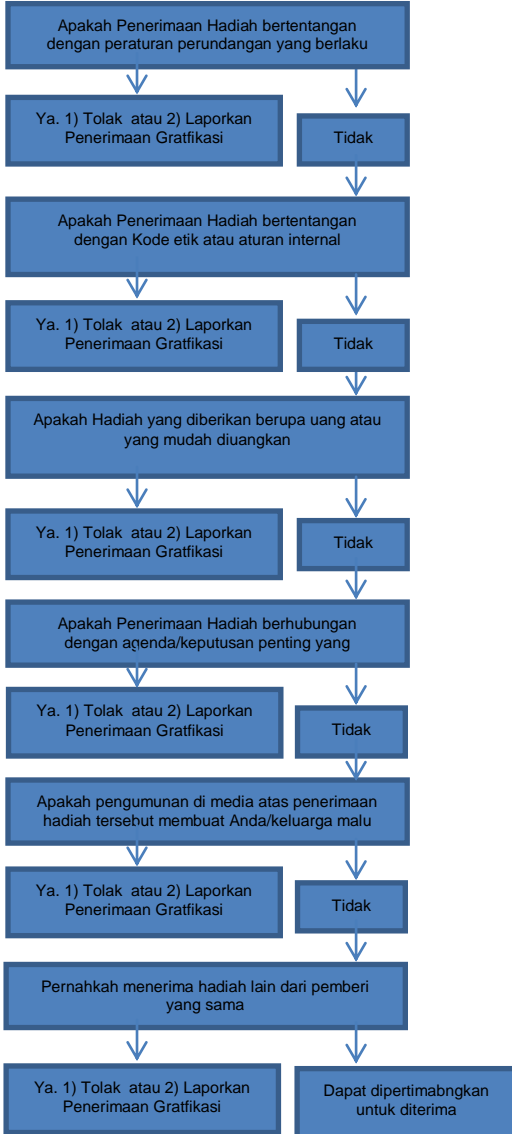 Apakah Penerimaan Hadiah bertentangan
dengan peraturan perundangan yang berlaku
Ya. 1) Tolak atau 2) Laporkan
Penerimaan Gratfikasi
Tidak
Apakah Penerimaan Hadiah bertentangan
dengan Kode etik atau aturan internal
Ya. 1) Tolak atau 2) Laporkan
Penerimaan Gratfikasi
Tidak
Apakah Hadiah yang diberikan berupa uang atau
yang mudah diuangkan
Ya. 1) Tolak atau 2) Laporkan
Penerimaan Gratfikasi
Tidak
Apakah Penerimaan Hadiah berhubungan
dengan agenda/keputusan penting yang
Ya. 1) Tolak atau 2) Laporkan
Penerimaan Gratfikasi
Tidak
Apakah pengumunan di media atas penerimaan
hadiah tersebut membuat Anda/keluarga malu
Ya. 1) Tolak atau 2) Laporkan
Penerimaan Gratfikasi
Tidak
Pernahkah menerima hadiah lain dari pemberi
yang sama
Ya. 1) Tolak atau 2) Laporkan
Penerimaan Gratfikasi
Dapat dipertimabngkan
untuk diterima